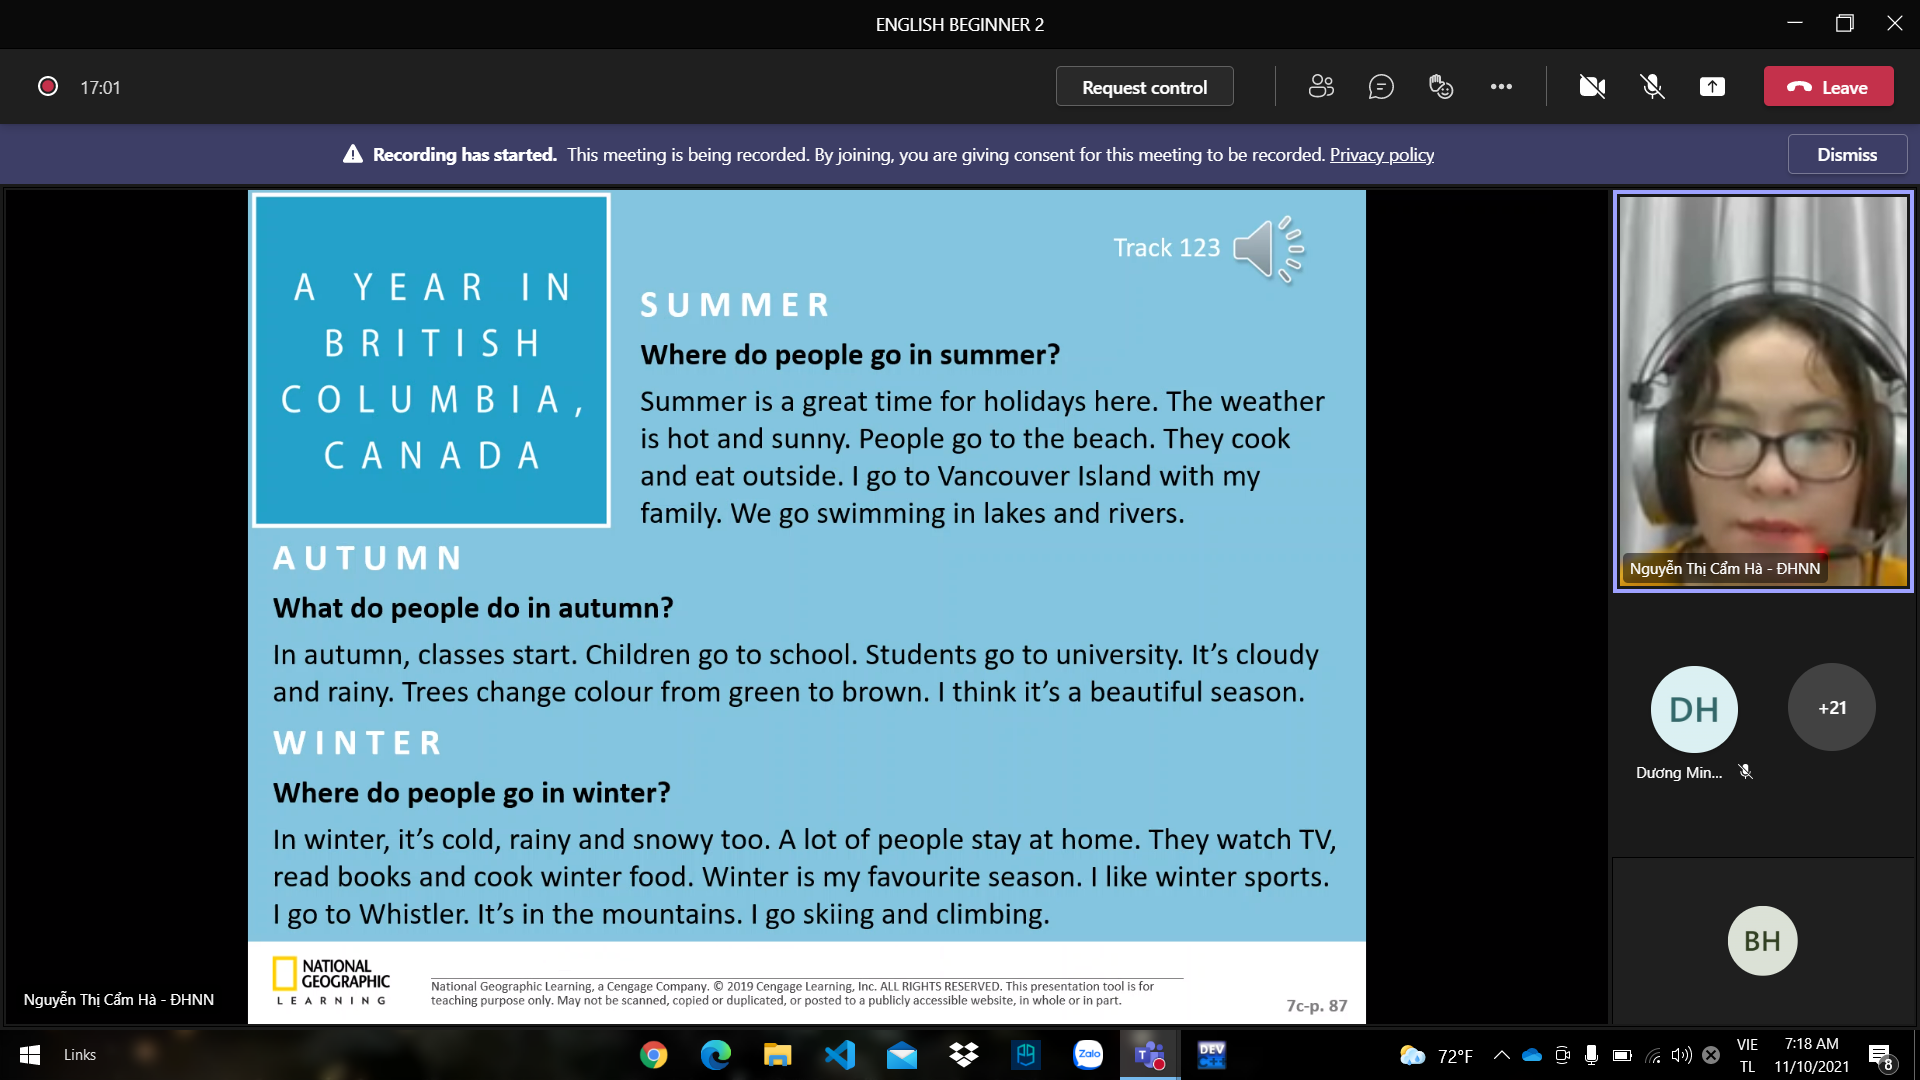 ENGLISH BEGINNER 2
17:01
Request control
Leave
Recording has started. This meeting is being recorded. By joining, you are giving consent for this meeting to be recorded. Privacy policy
Dismiss
A YEAR IN
BRITISH
COLUMBIA,
CANADA
Track 123
SUMMER
Where do people go in summer?
Summer is a great time for holidays here. The weather
is hot and sunny. People go to the beach. They cook
and eat outside. I go to Vancouver Island with my
family. We go swimming in lakes and rivers.
AUTUMN
What do people do in autumn?
In autumn, classes start. Children go to school. Students go to university. It's cloudy
and rainy. Trees change colour from green to brown. I think it's a beautiful season.
WINTER
Where do people go in winter?
In winter, it's cold, rainy and snowy too. A lot of people stay at home. They watch TV,
read books and cook winter food. Winter is my favourite season. I like winter sports.
I go to Whistler. It's in the mountains. I go skiing and climbing.
NATIONAL
GEOGRAPHIC
LEARNING
National Geographic Learning, a Cengage Company. © 2019 Cengage Learning, Inc. ALL RIGHTS RESERVED. This presentation tool is for
teaching purpose only. May not be scanned, copied or duplicated, or posted to a publicly accessible website, in whole or in part.
7c-p. 87
Nguyễn Thị Cẩm Hà - ĐHNN
Nguyễn Thị Cẩm Hà - ĐHNN
DH
+21
Dương Min...
BH
Links
Zalo
T
DEV
C++
72°F
VIE
TL
7:18 AM
11/10/2021
8